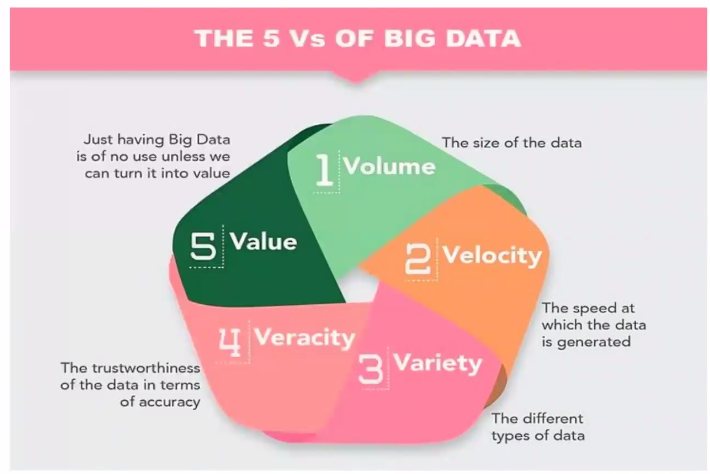 THE 5 Vs OF BIG DATA
1 Volume
The size of the data
2 Velocity
The speed at
which the data
is generated
3 Variety
The different
types of data
4 Veracity
The trustworthiness
of the data in terms
of accuracy
5 Value
Just having Big Data
is of no use unless we
can turn it into value